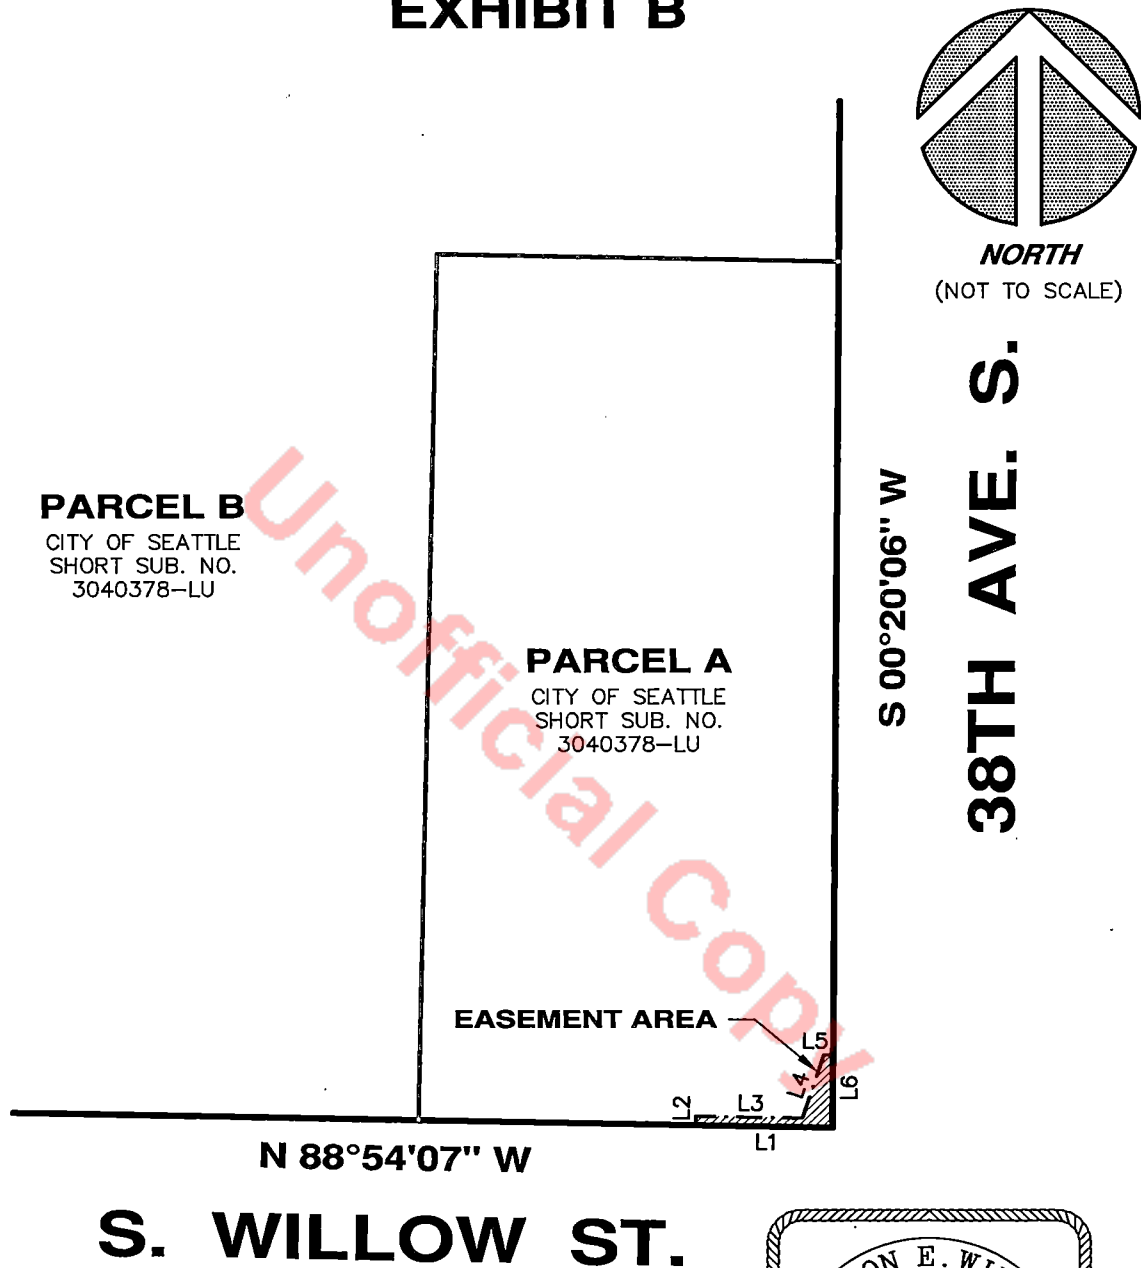 EXHIBIT B
NORTH
(NOT TO SCALE)
38TH AVE. S.
S 00°20'06" W
PARCEL B
CITY OF SEATTLE
SHORT SUB. NO.
3040378-LU
PARCEL A
CITY OF SEATTLE
SHORT SUB. NO.
3040378-LU
Unofficial Copy
EASEMENT AREA
L5
L4
L6
L2
L3
L1
N 88°54'07" W
S. WILLOW ST.
E.